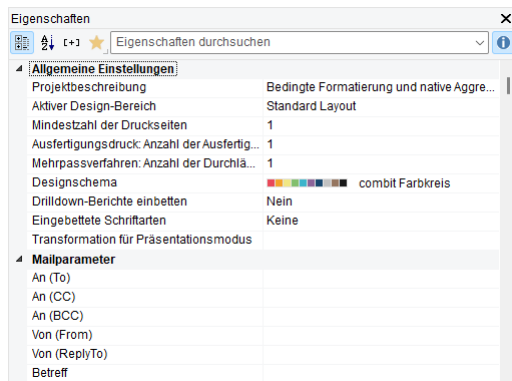 Eigenschaften
[+] Eigenschaften durchsuchen
Allgemeine Einstellungen
Projektbeschreibung Bedingte Formatierung und native Aggre...
Aktiver Design-Bereich Standard Layout
Mindestzahl der Druckseiten 1
Ausfertigungsdruck: Anzahl der Ausfertig... 1
Mehrpassverfahren: Anzahl der Durchlä... 1
Designschema combit Farbkreis
Drilldown-Berichte einbetten Nein
Eingebettete Schriftarten Keine
Transformation für Präsentationsmodus
Mailparameter
An (To)
An (CC)
An (BCC)
Von (From)
Von (ReplyTo)
Betreff